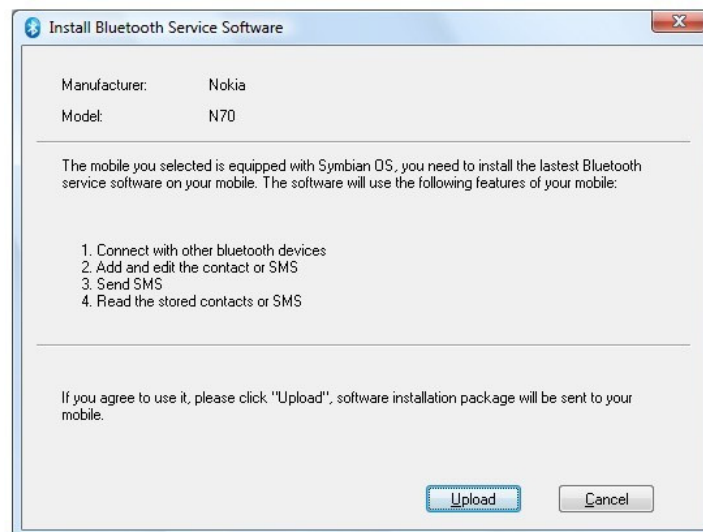 Install Bluetooth Service Software
Manufacturer: Nokia
Model: N70
The mobile you selected is equipped with Symbian OS, you need to install the lastest Bluetooth
service software on your mobile. The software will use the following features of your mobile:
1. Connect with other bluetooth devices
2. Add and edit the contact or SMS
3. Send SMS
4. Read the stored contacts or SMS
If you agree to use it, please click "Upload", software installation package will be sent to your
mobile.
Upload Cancel